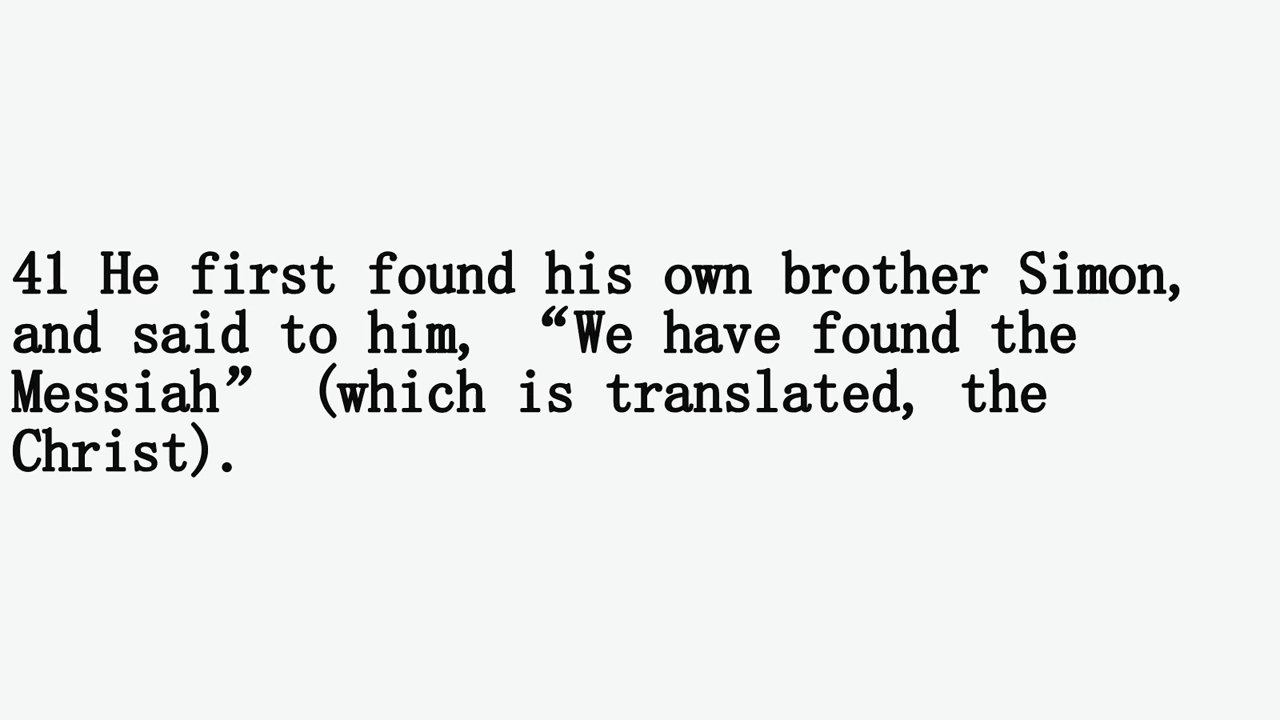 41 He first found his own brother Simon,
and said to him, “We have found the
Messiah” (which is translated, the
Christ).